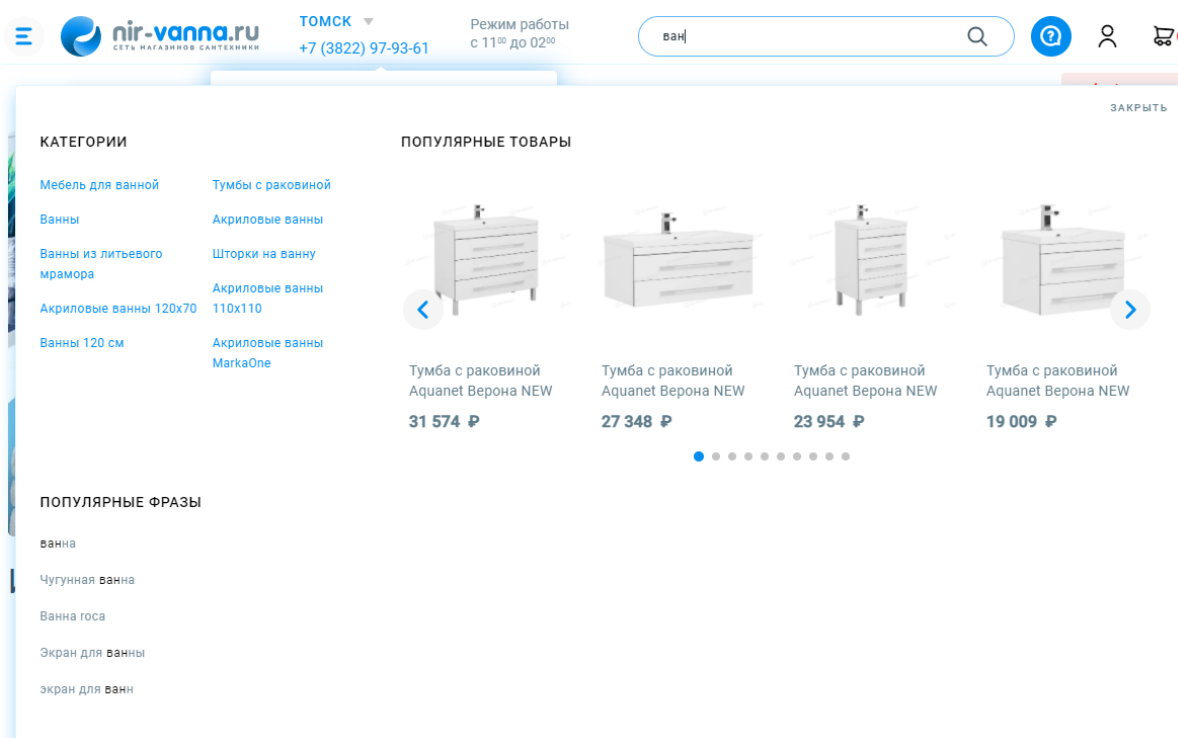 nir-vanna.ru
СЕТЬ МАГАЗИНОВ САНТЕХНИКИ
ТОМСК
+7 (3822) 97-93-61
Режим работы
с 11⁰⁰ до 02⁰⁰
ван
ЗАКРЫТЬ
КАТЕГОРИИ
Мебель для ванной
Ванны
Ванны из литьевого
мрамора
Акриловые ванны 120x70
Ванны 120 см
Тумбы с раковиной
Акриловые ванны
Шторки на ванну
Акриловые ванны
110x110
Акриловые ванны
MarkaOne
ПОПУЛЯРНЫЕ ТОВАРЫ
Тумба с раковиной
Aquanet Верона NEW
31 574 ₽
Тумба с раковиной
Aquanet Верона NEW
27 348 ₽
Тумба с раковиной
Aquanet Верона NEW
23 954 ₽
Тумба с раковиной
Aquanet Верона NEW
19 009 ₽
ПОПУЛЯРНЫЕ ФРАЗЫ
ванна
Чугунная ванна
Ванна roca
Экран для ванны
экран для ванн